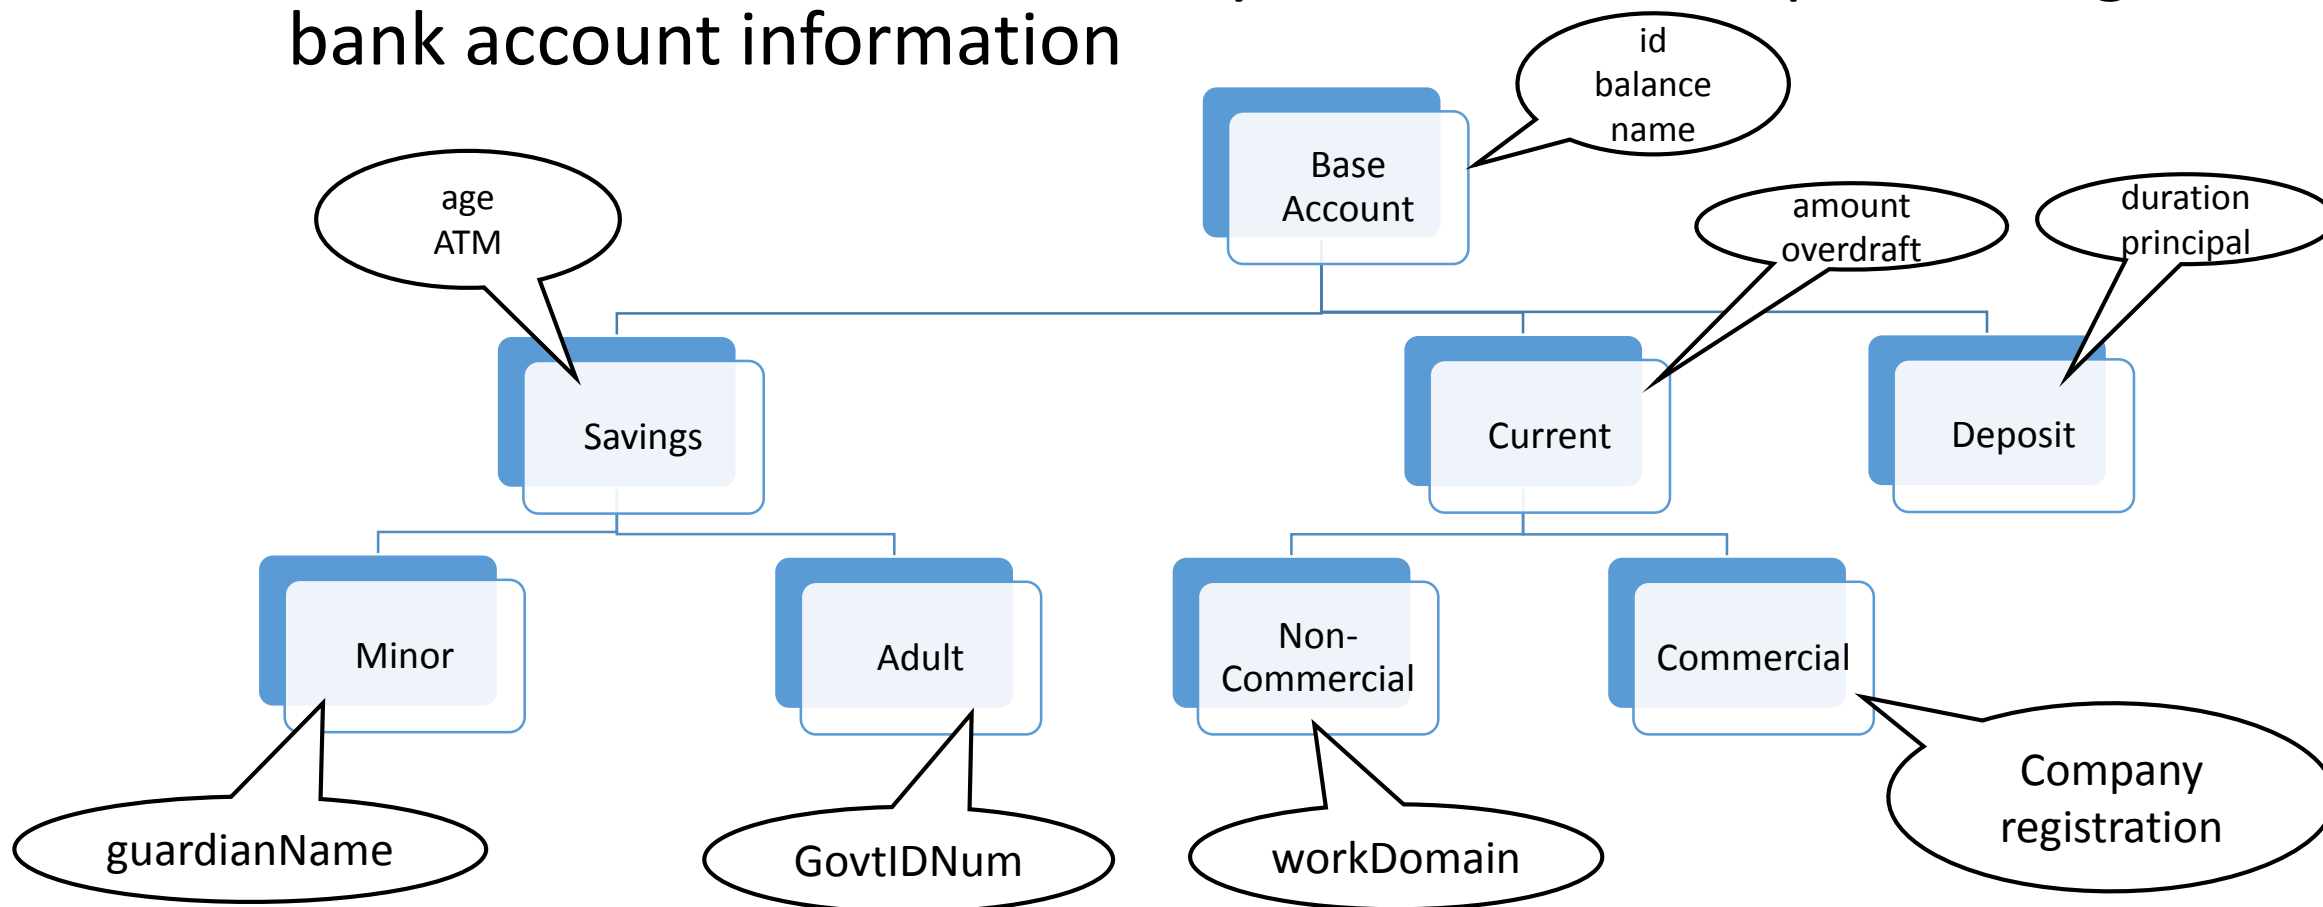 bank account information
id
balance
name
Base
Account
age
ATM
amount
overdraft
duration
principal
Savings
Current
Deposit
Minor
Adult
Non-
Commercial
Commercial
guardianName
GovtIDNum
workDomain
Company
registration